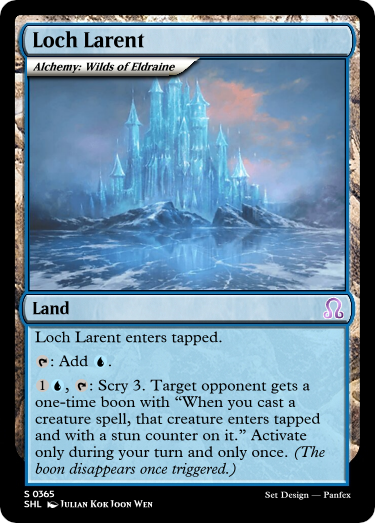 Loch Larent
Alchemy: Wilds of Eldraine
Land
Loch Larent enters tapped.
: Add .
1 , : Scry 3. Target opponent gets a
one-time boon with “When you cast a
creature spell, that creature enters tapped
and with a stun counter on it.” Activate
only during your turn and only once. (The
boon disappears once triggered.)
S 0365
Set Design — Panfex
SHL Julian Kok Joon Wen